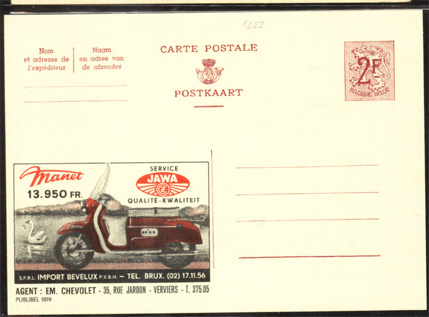 1222
CARTE POSTALE
POSTKAART
Nom
et adresse de
l'expéditeur
Naam
en adres van
de afzender
2F
BELGIQUE-BELGIË
Manet
13.950 FR.
SERVICE
JAWA
QUALITE-KWALITEIT
S.P.R.L. IMPORT BEVELUX P.V.B.H. - TEL. BRUX. (02) 17.11.56
AGENT : EM. CHEVOLET - 35, RUE JARDON - VERVIERS - T. 375.05
PUBLIBEL 1819